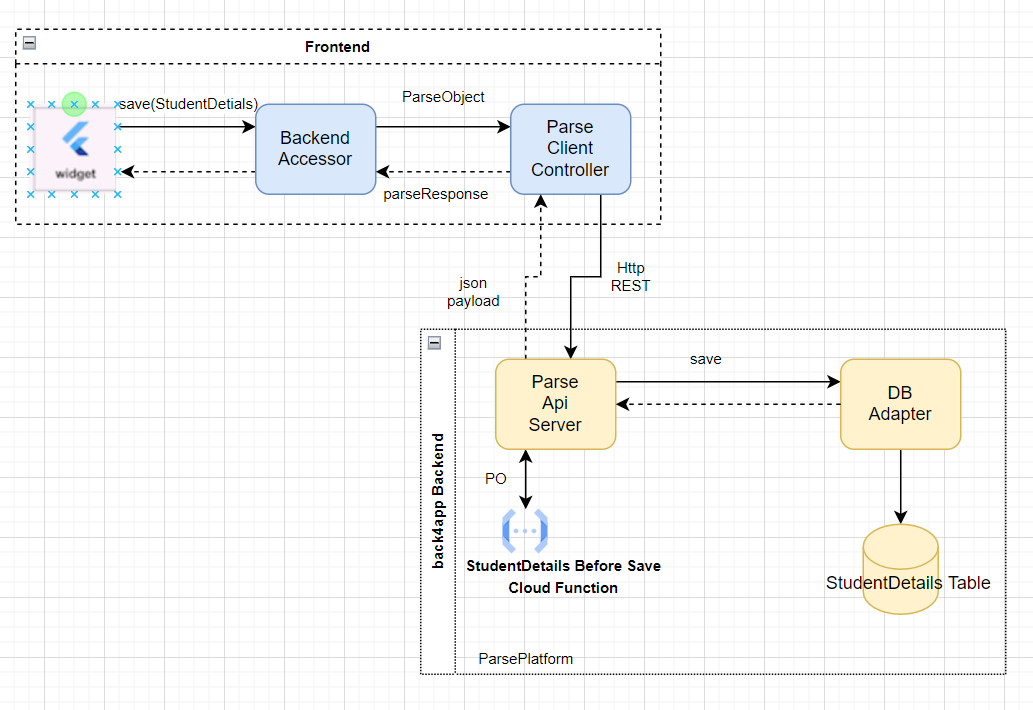 Frontend
save(StudentDetials)
ParseObject
Backend
Accessor
Parse
Client
Controller
widget
parseResponse
json
payload
Http
REST
back4app Backend
Parse
Api
Server
save
DB
Adapter
PO
StudentDetails Before Save
Cloud Function
StudentDetails Table
ParsePlatform